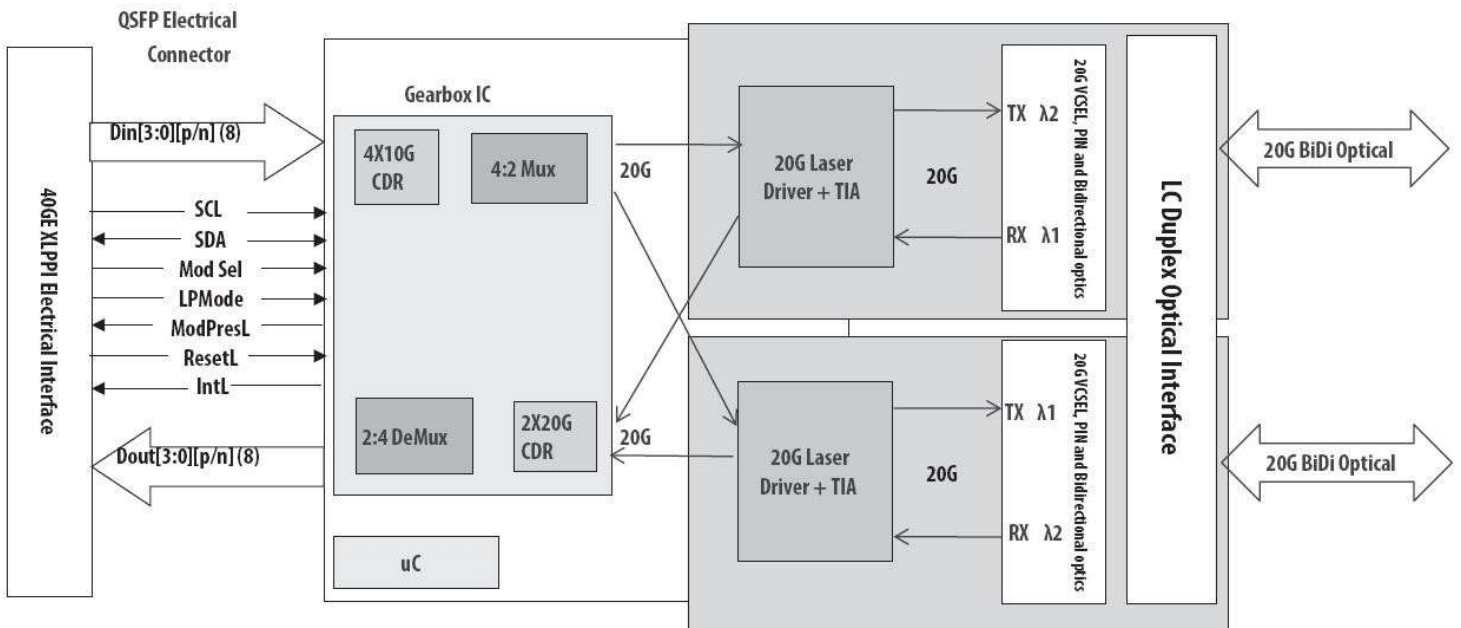 QSFP Electrical
Connector
40GE XLPPI Electrical Interface
Din[3:0][p/n] (8)
SCL
SDA
Mod Sel
LPMode
ModPresL
ResetL
IntL
Dout[3:0][p/n] (8)
Gearbox IC
4X10G
CDR
4:2 Mux
2:4 DeMux
2X20G
CDR
uC
20G
20G
20G Laser
Driver + TIA
20G
TX λ2
RX λ1
20G VCSEL, PIN and Bidirectional optics
20G Laser
Driver + TIA
20G
TX λ1
RX λ2
20G VCSEL, PIN and Bidirectional optics
LC Duplex Optical Interface
20G BiDi Optical
20G BiDi Optical